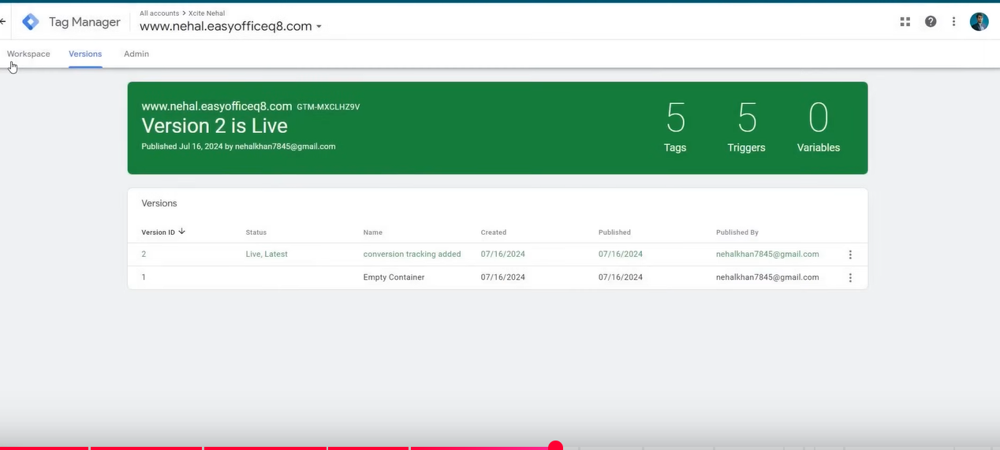 All accounts > Xcite Nehal
Tag Manager
www.nehal.easyofficeq8.com
Workspace Versions Admin
www.nehal.easyofficeq8.com GTM-MXCLHZ9V
Version 2 is Live
Published Jul 16, 2024 by nehalkhan7845@gmail.com
5 5 0
Tags Triggers Variables
Versions
Version ID Status Name Created Published Published By
2 Live, Latest conversion tracking added 07/16/2024 07/16/2024 nehalkhan7845@gmail.com
1 Empty Container 07/16/2024 07/16/2024 nehalkhan7845@gmail.com